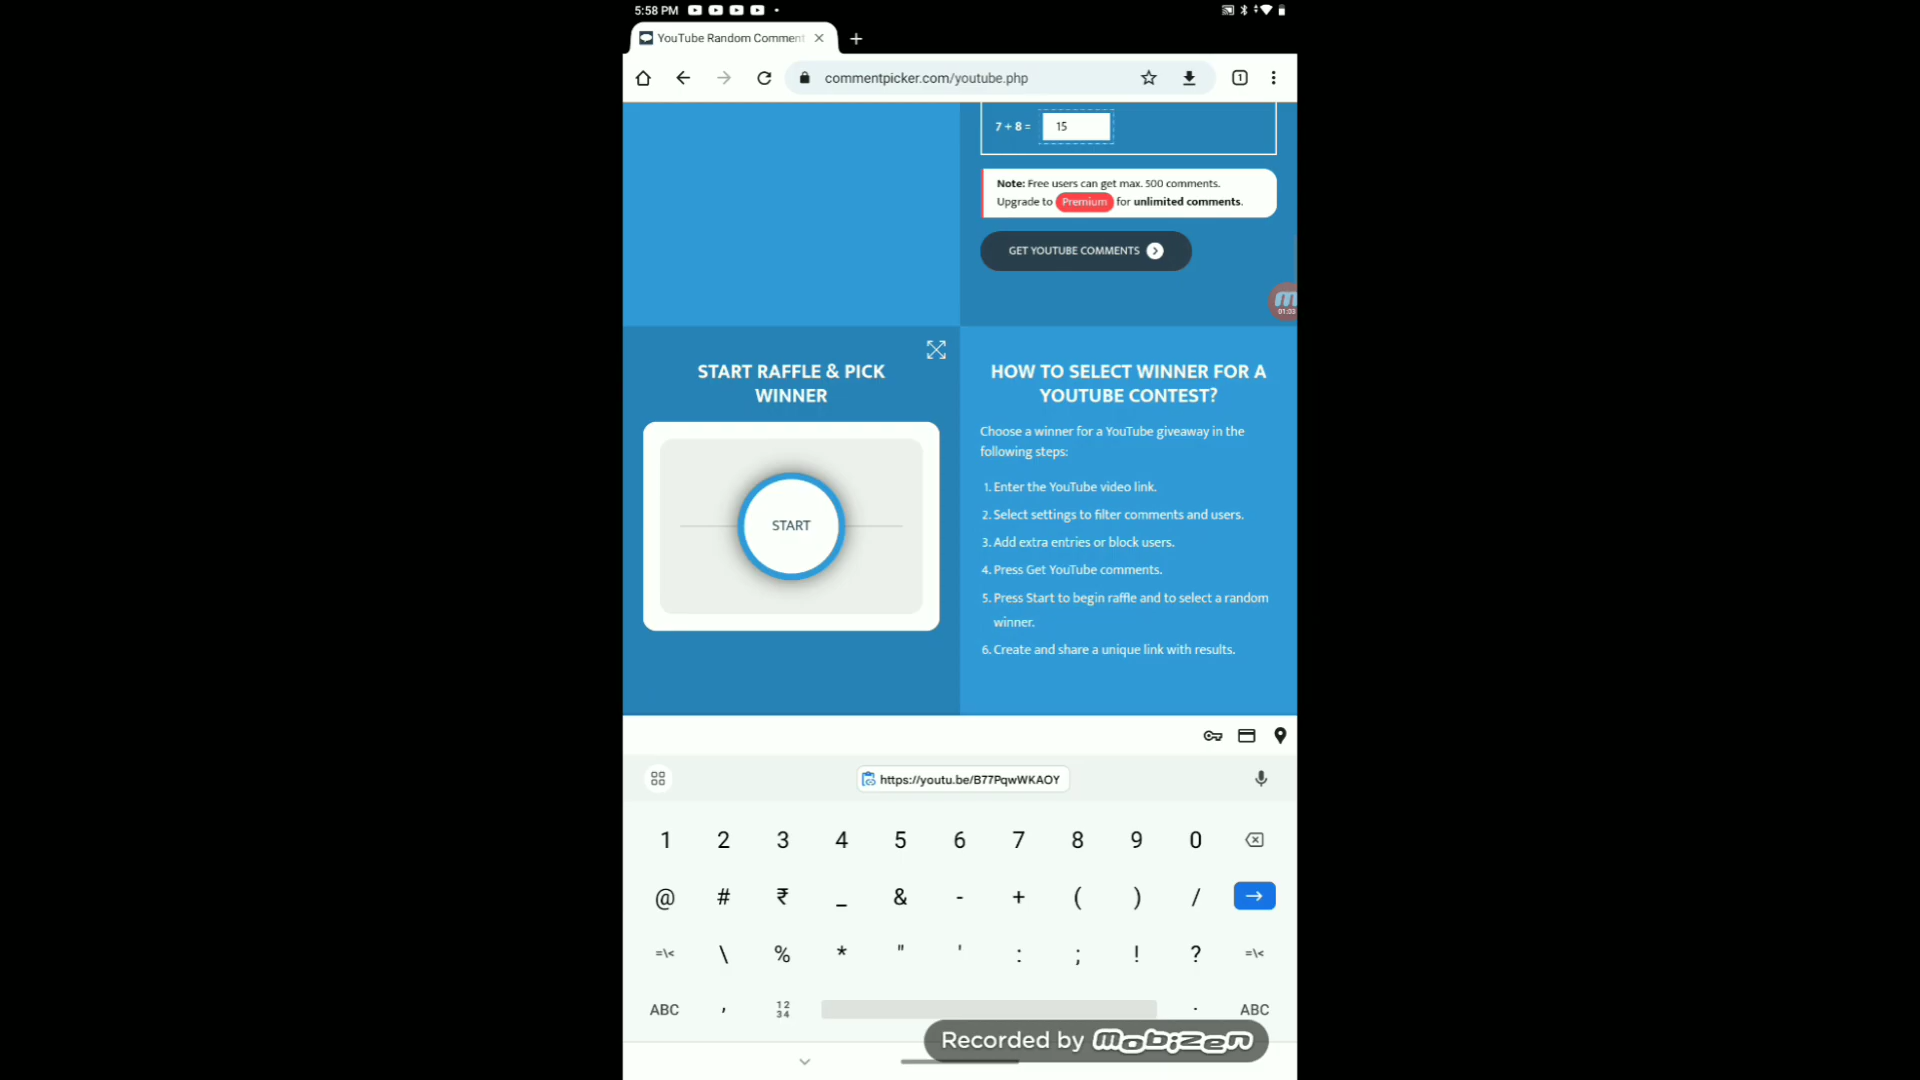 5:58 PM
YouTube Random Comment
commentpicker.com/youtube.php
1
7 + 8 = 15
Note: Free users can get max. 500 comments.
Upgrade to Premium for unlimited comments.
GET YOUTUBE COMMENTS
01:03
START RAFFLE & PICK
WINNER
START
HOW TO SELECT WINNER FOR A
YOUTUBE CONTEST?
Choose a winner for a YouTube giveaway in the
following steps:
1. Enter the YouTube video link.
2. Select settings to filter comments and users.
3. Add extra entries or block users.
4. Press Get YouTube comments.
5. Press Start to begin raffle and to select a random
winner.
6. Create and share a unique link with results.
https://youtu.be/B77PqwWKAOY
1 2 3 4 5 6 7 8 9 0
@ # ₹ _ & - + ( ) /
=\< \ % * " ' : ; ! ? =\<
ABC , 12 34 . ABC
Recorded by mobizen